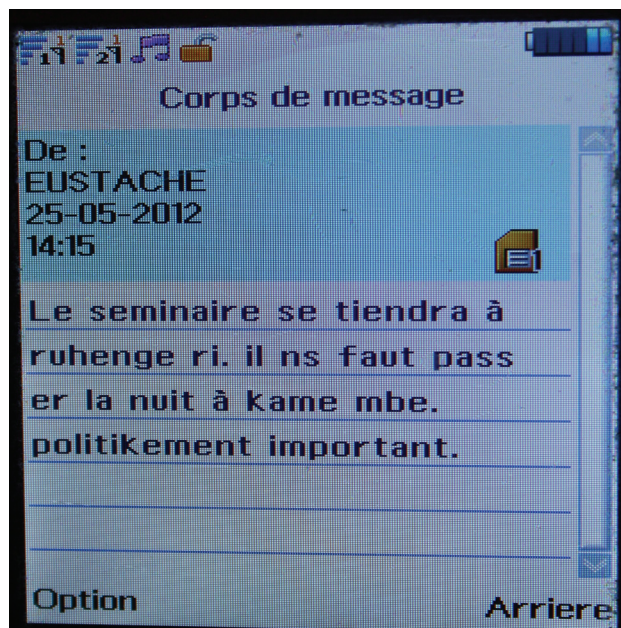 Corps de message
De :
EUSTACHE
25-05-2012
14:15
Le seminaire se tiendra à
ruhenge ri. il ns faut pass
er la nuit à kame mbe.
politikement important.
Option
Arriere